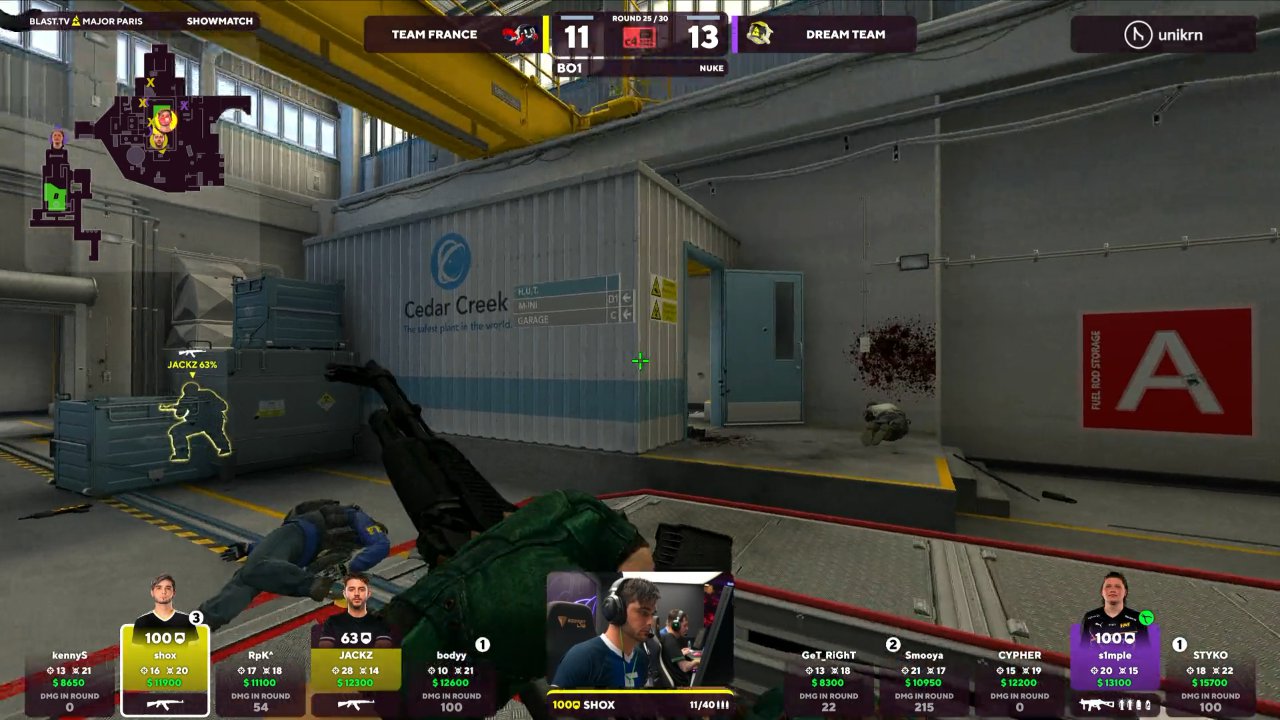 BLAST.TV MAJOR PARIS SHOWMATCH
TEAM FRANCE 11 ROUND 25 / 30 13 DREAM TEAM
BO1 NUKE
unikrn
Cedar Creek
The safest plant in the world.
H.U.T. D1
MINI
GARAGE C
FUEL ROD STORAGE
A
JACKZ 63%
kennyS
13 21
$ 8650
DMG IN ROUND
0
3
100
shox
16 20
$ 11900
RpK^
17 18
$ 11100
DMG IN ROUND
54
63
JACKZ
28 14
$ 12300
1
bodyy
10 21
$ 12600
DMG IN ROUND
100
100 SHOX 11/40
GeT_RiGhT
13 18
$ 8300
DMG IN ROUND
22
2
Smooya
21 17
$ 10950
DMG IN ROUND
215
CYPHER
15 19
$ 12200
DMG IN ROUND
0
100
s1mple
20 15
$ 13100
1
STYKO
18 22
$ 15700
DMG IN ROUND
100